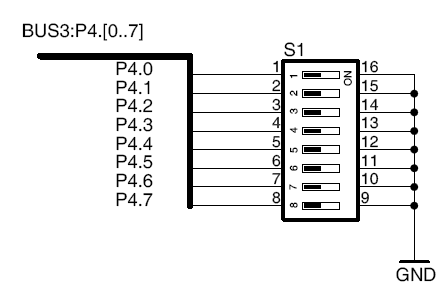 BUS3:P4.[0..7]
S1
P4.0 1 1 ON 16
P4.1 2 2 15
P4.2 3 3 14
P4.3 4 4 13
P4.4 5 5 12
P4.5 6 6 11
P4.6 7 7 10
P4.7 8 8 9
GND